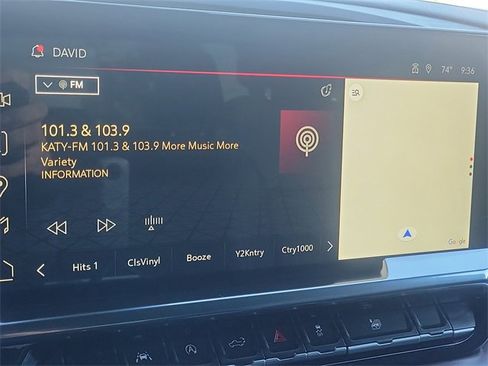 DAVID
74° 9:36
FM
101.3 & 103.9
KATY-FM 101.3 & 103.9 More Music More
Variety
INFORMATION
Hits 1 ClsVinyl Booze Y2Kntry Ctry1000
Google